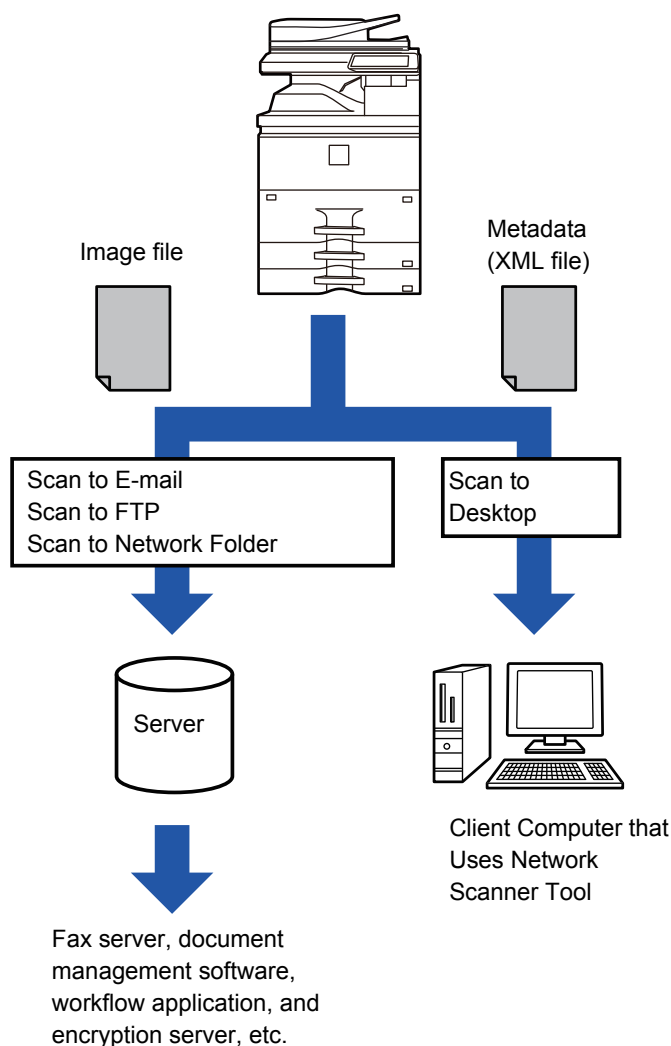 Image file
Metadata
(XML file)
Scan to E-mail
Scan to FTP
Scan to Network Folder
Scan to
Desktop
Server
Client Computer that
Uses Network
Scanner Tool
Fax server, document
management software,
workflow application, and
encryption server, etc.